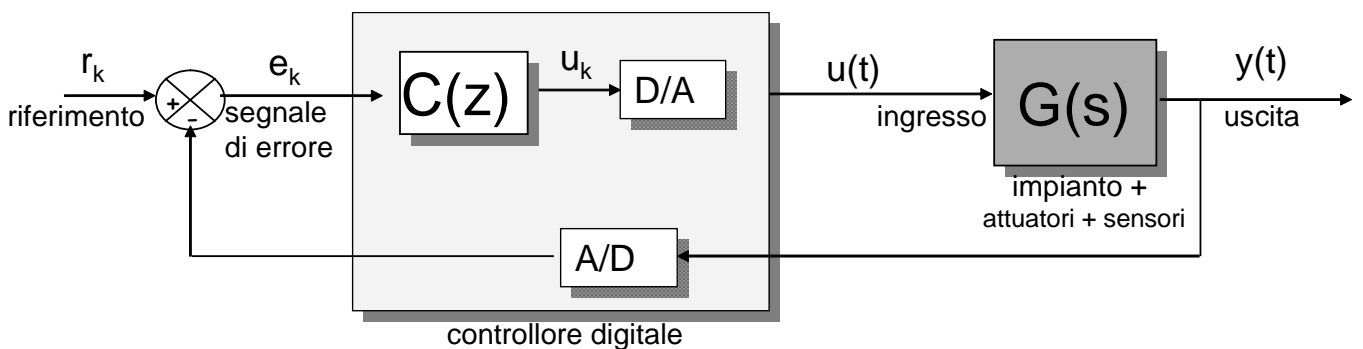 r_k
riferimento
+
-
e_k
segnale
di errore
C(z)
u_k
D/A
A/D
controllore digitale
u(t)
ingresso
G(s)
impianto +
attuatori + sensori
y(t)
uscita